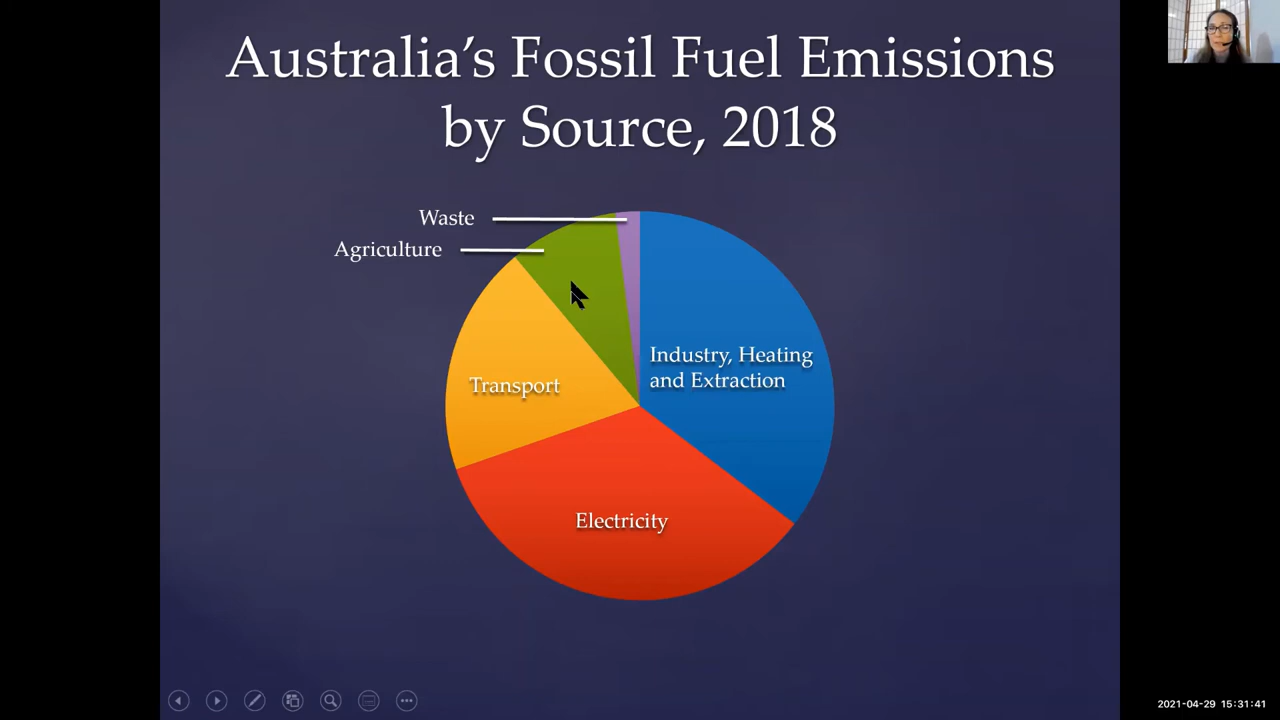 Australia's Fossil Fuel Emissions
by Source, 2018
Waste
Agriculture
Transport
Industry, Heating
and Extraction
Electricity
2021-04-29 15:31:41